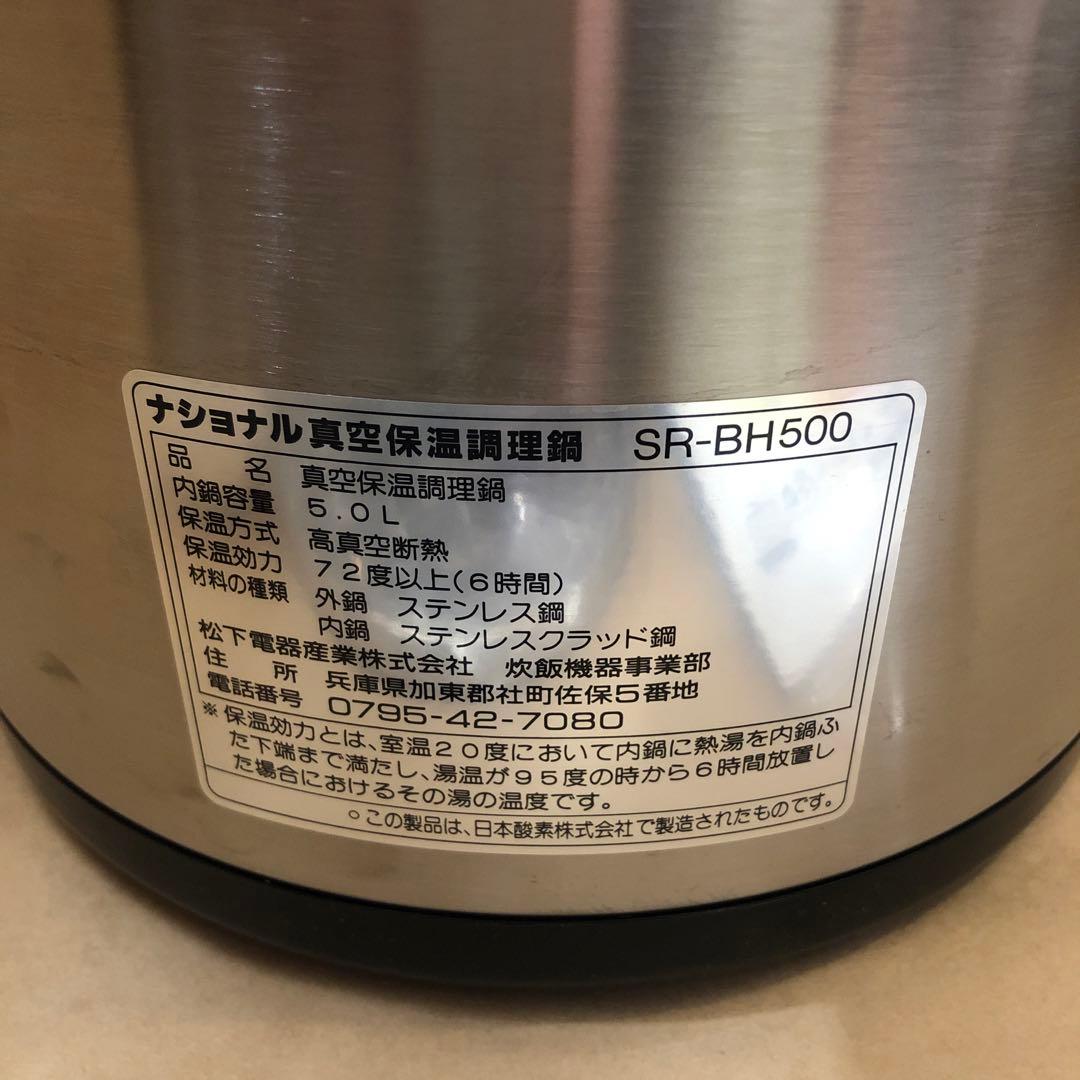 ナショナル真空保温調理鍋 SR-BH500
品名 真空保温調理鍋
内鍋容量 5.0L
保温方式 高真空断熱
保温効力 72度以上(6時間)
材料の種類 外鍋 ステンレス鋼
内鍋 ステンレスクラッド鋼
松下電器産業株式会社 炊飯機器事業部
住所 兵庫県加東郡社町佐保5番地
電話番号 0795-42-7080
※保温効力とは、室温20度において内鍋に熱湯を内鍋ふ
た下端まで満たし、湯温が95度の時から6時間放置し
た場合におけるその湯の温度です。
○この製品は、日本酸素株式会社で製造されたものです。